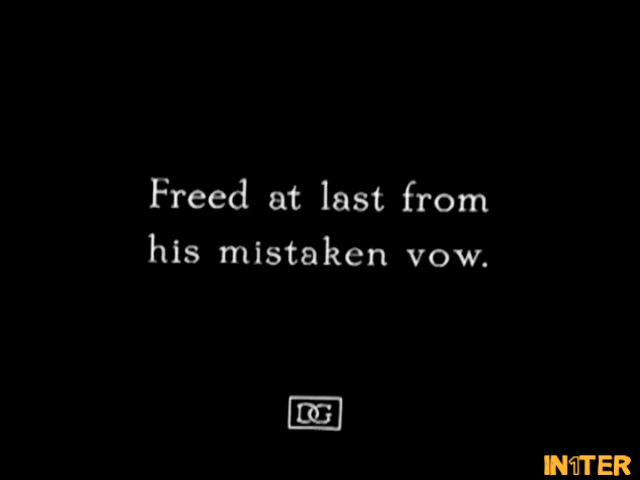 Freed at last from
his mistaken vow.
DG
IN1TER